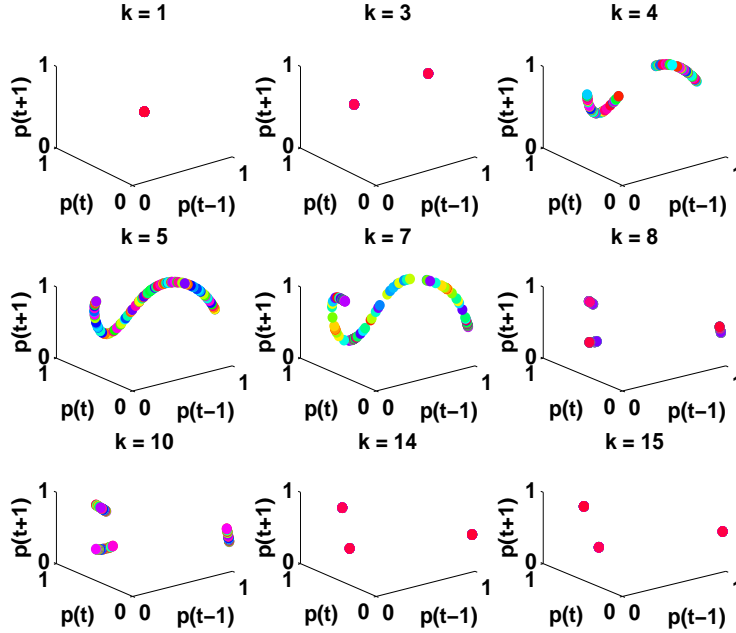 k = 1
k = 3
k = 4
p(t+1)
1
0
1
p(t)
0
0
p(t−1)
1
p(t+1)
1
0
1
p(t)
0
0
p(t−1)
1
p(t+1)
1
0
1
p(t)
0
0
p(t−1)
1
k = 5
k = 7
k = 8
p(t+1)
1
0
1
p(t)
0
0
p(t−1)
1
p(t+1)
1
0
1
p(t)
0
0
p(t−1)
1
p(t+1)
1
0
1
p(t)
0
0
p(t−1)
1
k = 10
k = 14
k = 15
p(t+1)
1
0
1
p(t)
0
0
p(t−1)
1
p(t+1)
1
0
1
p(t)
0
0
p(t−1)
1
p(t+1)
1
0
1
p(t)
0
0
p(t−1)
1